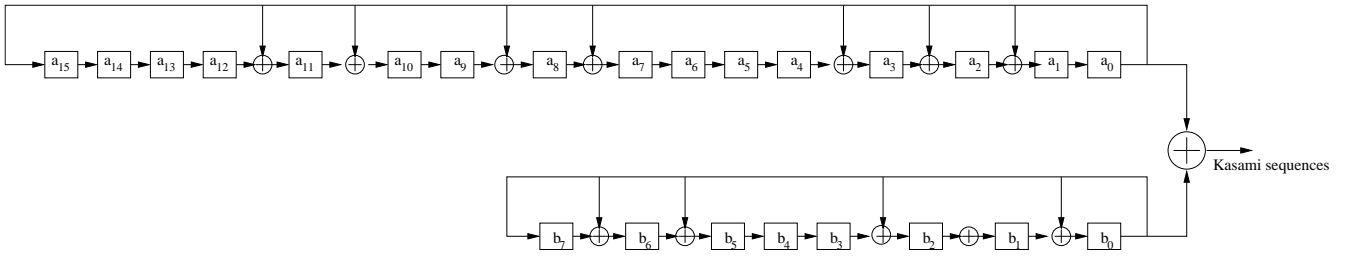 a15 a14 a13 a12 a11 a10 a9 a8 a7 a6 a5 a4 a3 a2 a1 a0
Kasami sequences
b7 b6 b5 b4 b3 b2 b1 b0